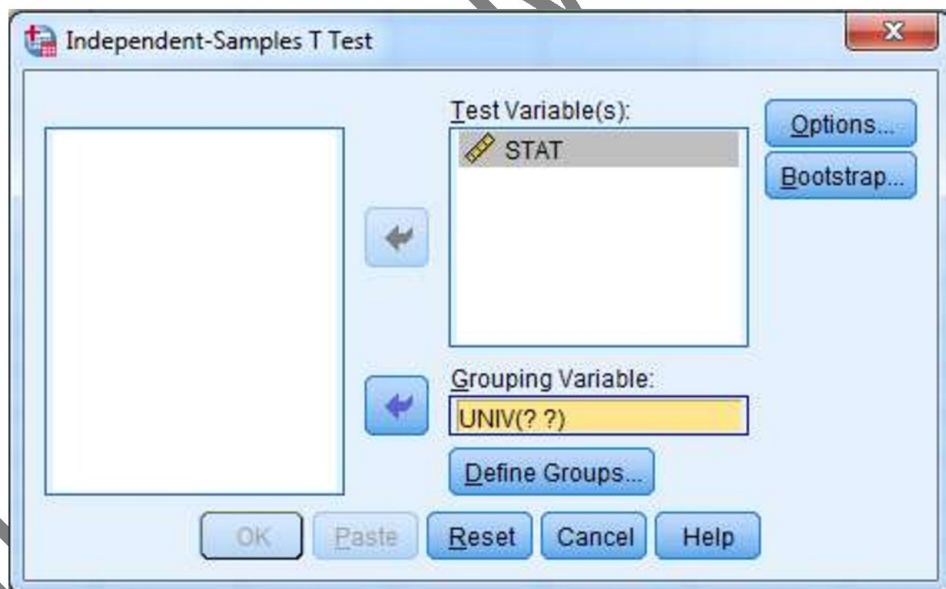 Independent-Samples T Test
Test Variable(s):
STAT
Options...
Bootstrap...
Grouping Variable:
UNIV(? ?)
Define Groups...
OK Paste Reset Cancel Help